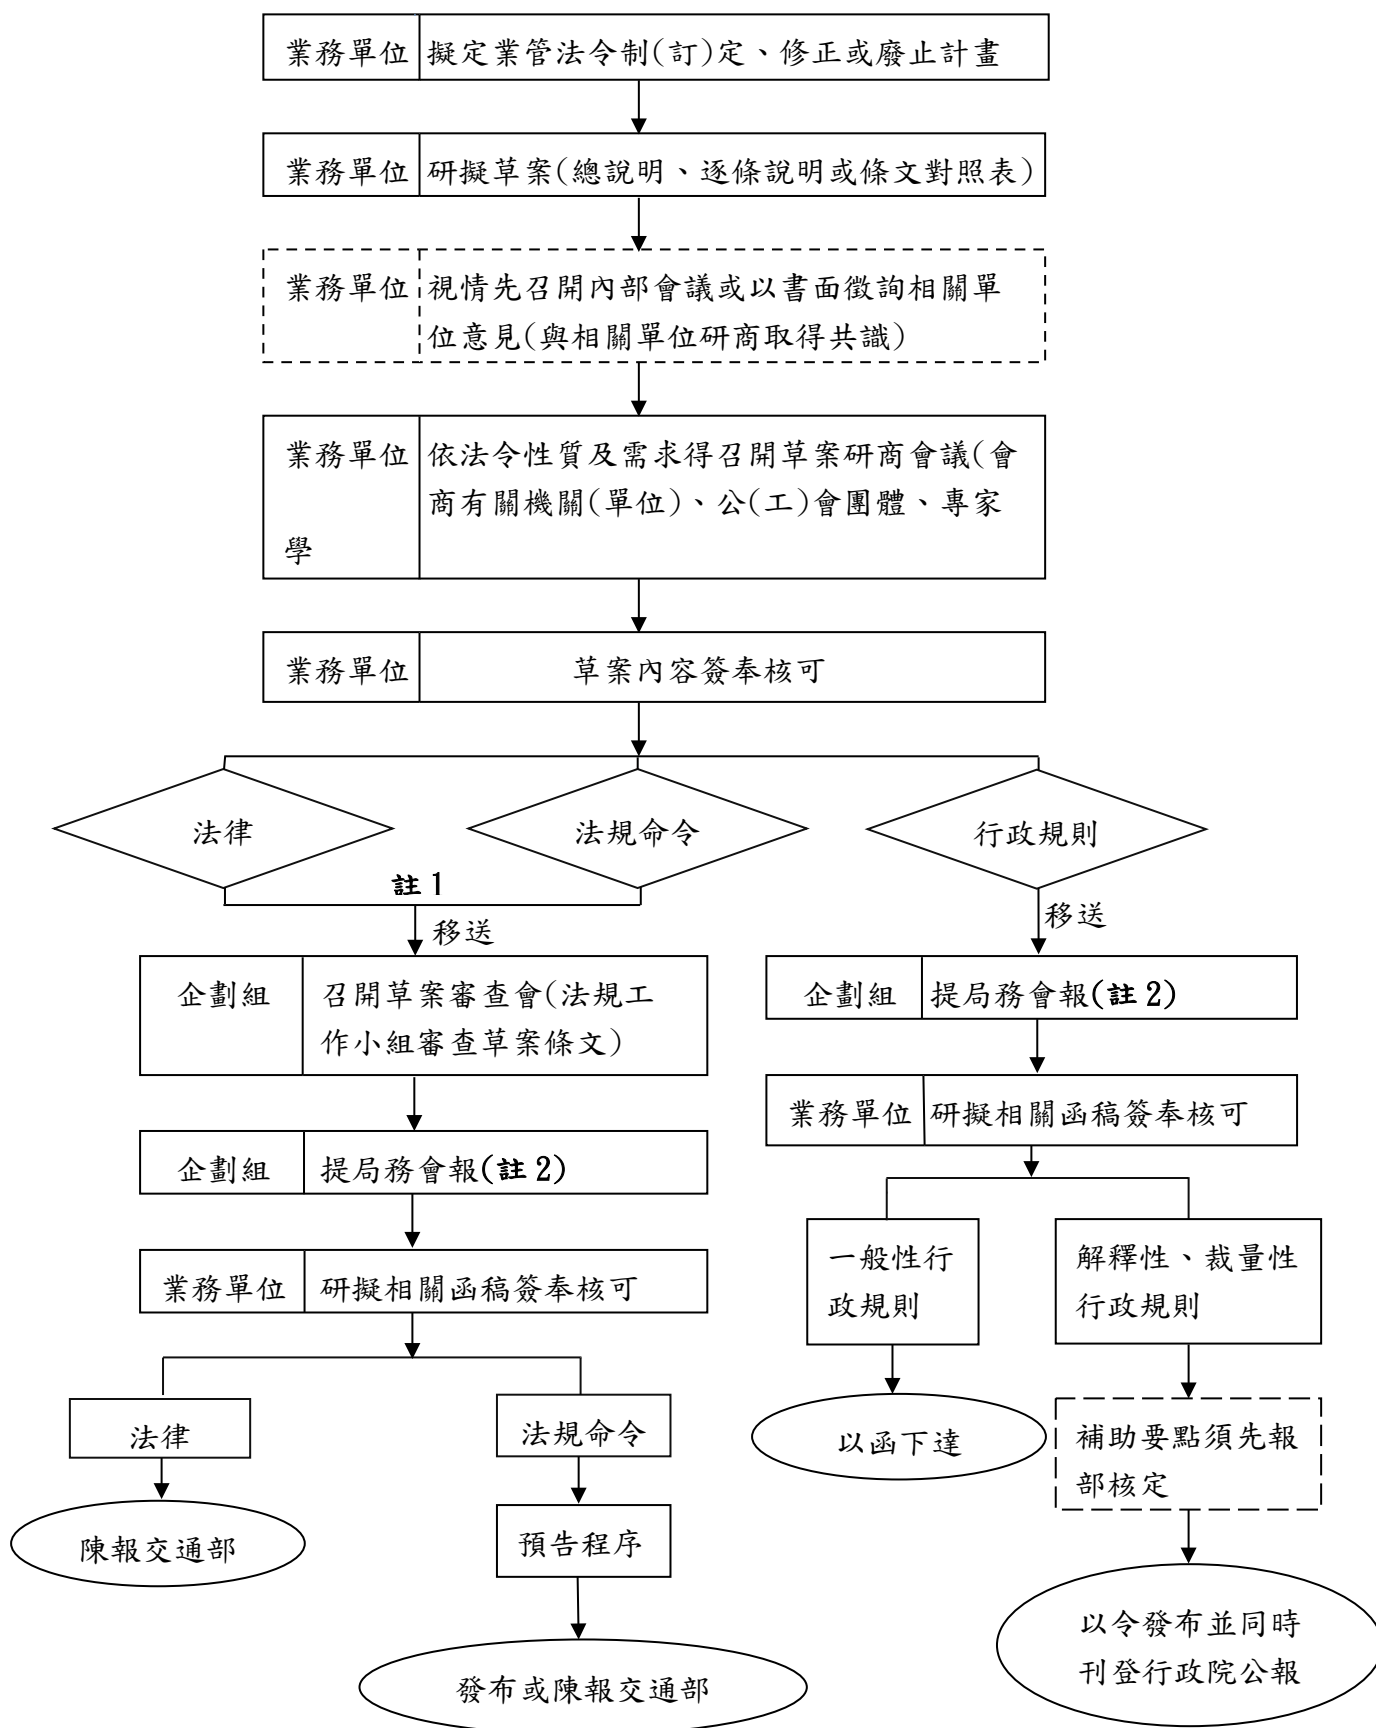 業務單位 擬定業管法令制(訂)定、修正或廢止計畫
業務單位 研擬草案(總說明、逐條說明或條文對照表)
業務單位 視情先召開內部會議或以書面徵詢相關單
位意見(與相關單位研商取得共識)
業務單位 依法令性質及需求得召開草案研商會議(會
商有關機關(單位)、公(工)會團體、專家
學
業務單位 草案內容簽奉核可
法律
法規命令
行政規則
註 1
移送
移送
企劃組 召開草案審查會(法規工
作小組審查草案條文)
企劃組 提局務會報(註 2)
業務單位 研擬相關函稿簽奉核可
企劃組 提局務會報(註 2)
業務單位 研擬相關函稿簽奉核可
法律
陳報交通部
法規命令
預告程序
發布或陳報交通部
一般性行
政規則
以函下達
解釋性、裁量性
行政規則
補助要點須先報
部核定
以令發布並同時
刊登行政院公報